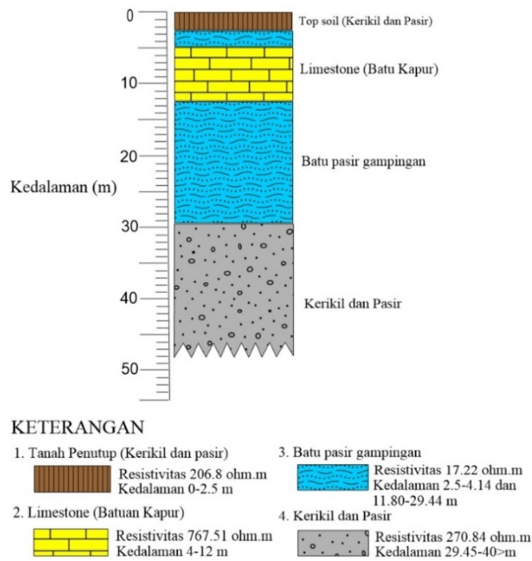 0
Top soil (Kerikil dan Pasir)
Limestone (Batu Kapur)
10
20
Batu pasir gampingan
Kedalaman (m)
30
40
Kerikil dan Pasir
50
KETERANGAN
1. Tanah Penutup (Kerikil dan pasir)
Resistivitas 206.8 ohm.m
Kedalaman 0-2.5 m
2. Limestone (Batuan Kapur)
Resistivitas 767.51 ohm.m
Kedalaman 4-12 m
3. Batu pasir gampingan
Resistivitas 17.22 ohm.m
Kedalaman 2.5-4.14 dan
11.80-29.44 m
4. Kerikil dan Pasir
Resistivitas 270.84 ohm.m
Kedalaman 29.45-40>m